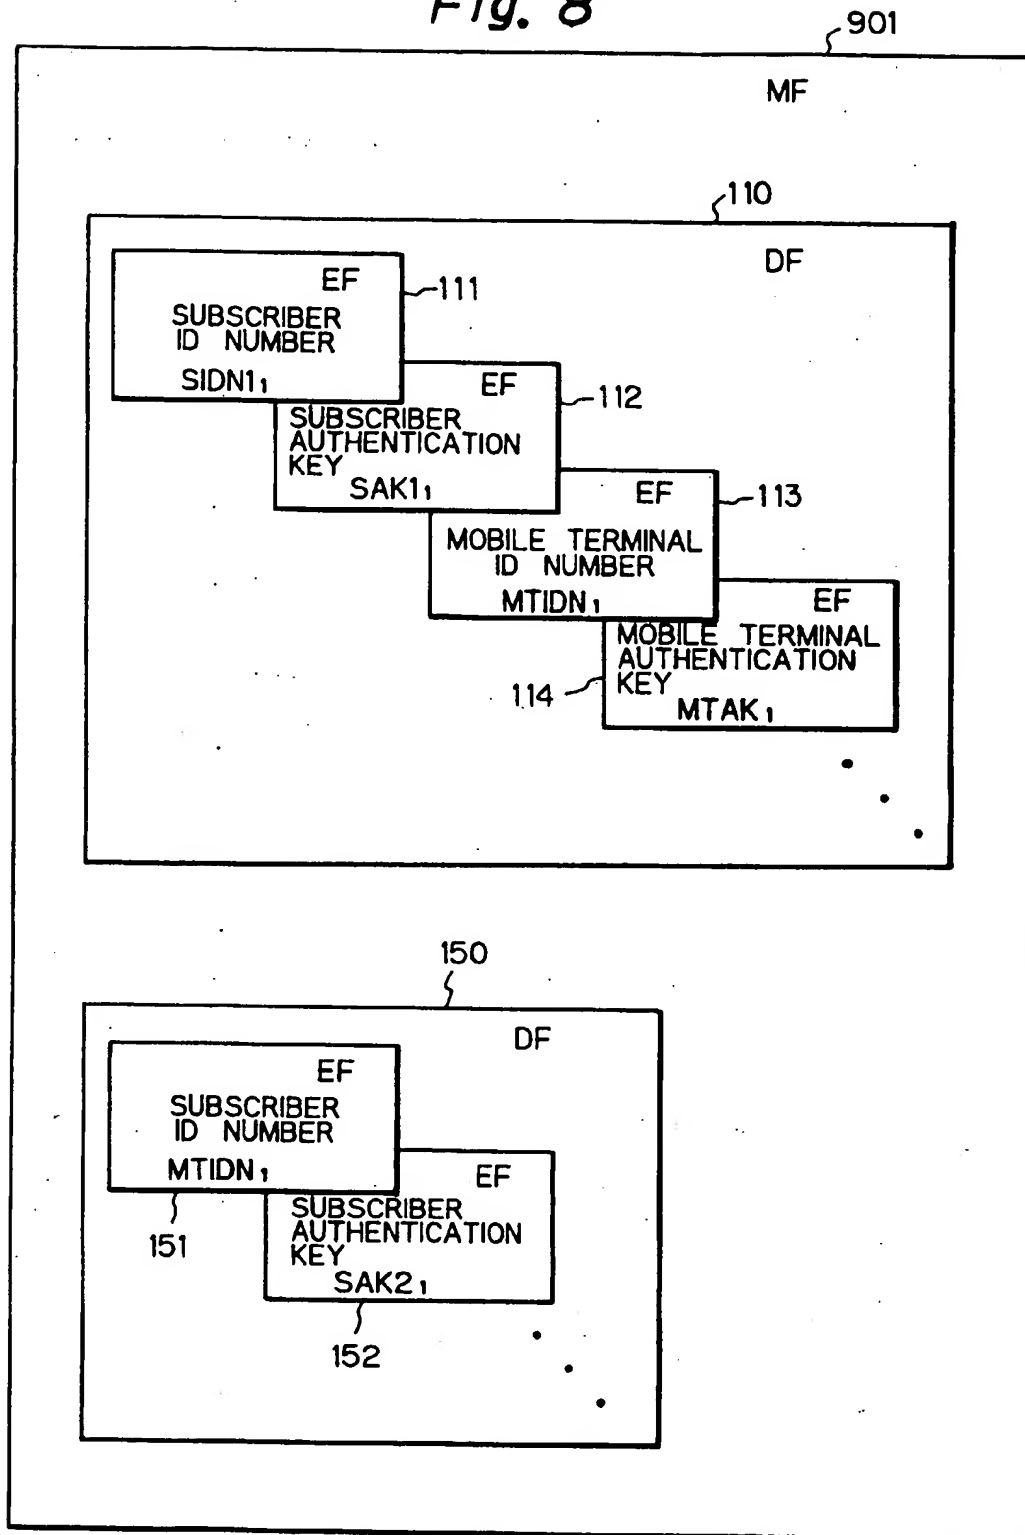 Fig. 8
901
MF
110
DF
EF
111
SUBSCRIBER
ID NUMBER
SIDN1₁
EF
112
SUBSCRIBER
AUTHENTICATION
KEY
SAK1₁
EF
113
MOBILE TERMINAL
ID NUMBER
MTIDN₁
EF
MOBILE TERMINAL
AUTHENTICATION
KEY
114
MTAK₁
150
DF
EF
SUBSCRIBER
ID NUMBER
MTIDN₁
151
EF
SUBSCRIBER
AUTHENTICATION
KEY
SAK2₁
152